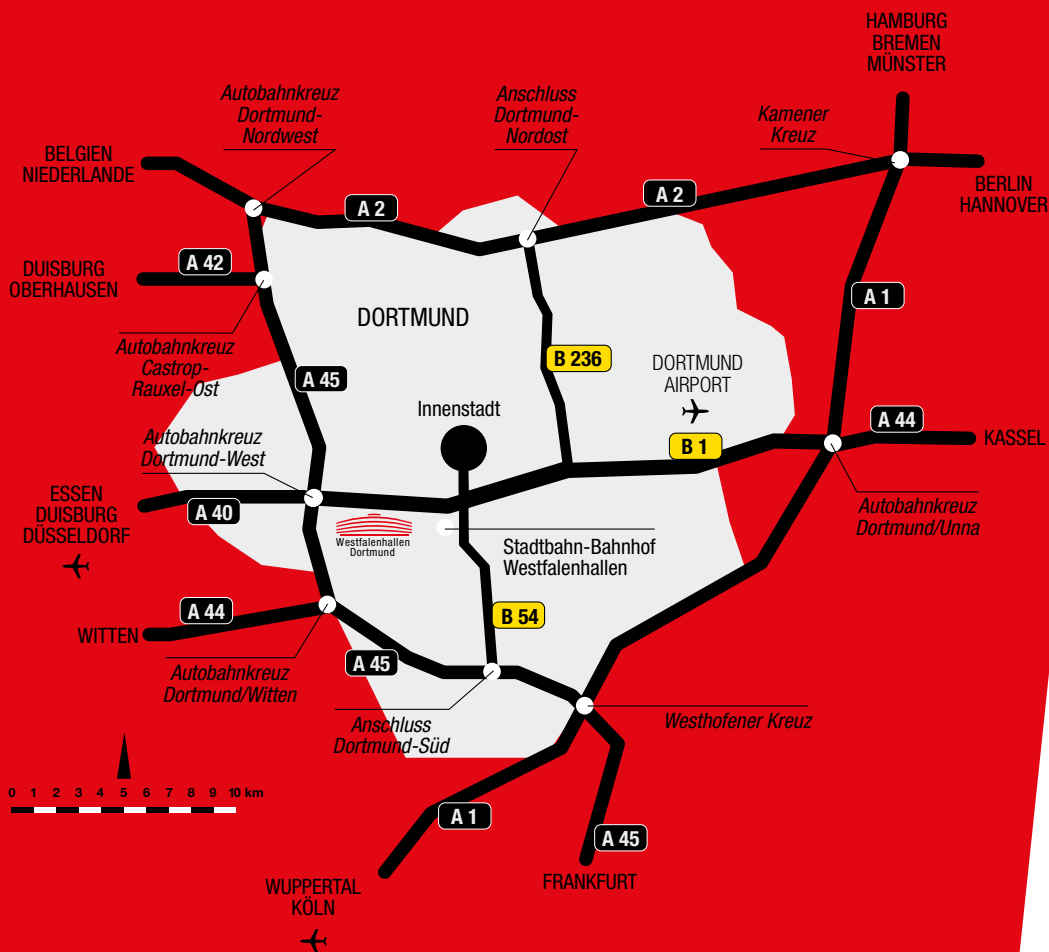 HAMBURG
BREMEN
MÜNSTER
Autobahnkreuz
Dortmund-
Nordwest
Anschluss
Dortmund-
Nordost
Kamener
Kreuz
BELGIEN
NIEDERLANDE
BERLIN
HANNOVER
A 2
A 2
A 42
DUISBURG
OBERHAUSEN
A 1
DORTMUND
Autobahnkreuz
Castrop-
Rauxel-Ost
A 45
B 236
DORTMUND
AIRPORT
Innenstadt
Autobahnkreuz
Dortmund-West
B 1
A 44
KASSEL
ESSEN
DUISBURG
DÜSSELDORF
A 40
Westfalenhallen
Dortmund
Stadtbahn-Bahnhof
Westfalenhallen
Autobahnkreuz
Dortmund/Unna
A 44
WITTEN
B 54
A 45
Autobahnkreuz
Dortmund/Witten
Anschluss
Dortmund-Süd
Westhofener Kreuz
0 1 2 3 4 5 6 7 8 9 10 km
A 1
A 45
WUPPERTAL
KÖLN
FRANKFURT